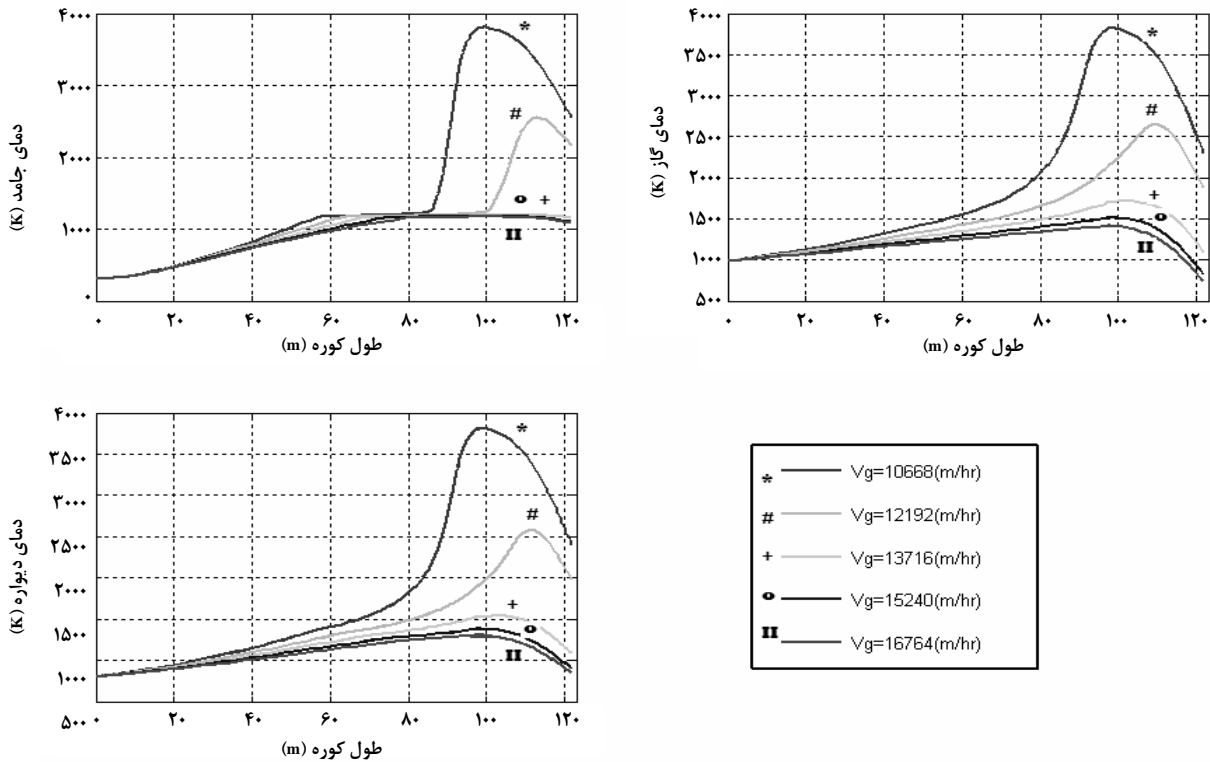 ۴۰۰۰
۳۰۰۰
۲۰۰۰
۱۰۰۰
۰
دمای جامد (K)
*
#
o +
II
۰ ۲۰ ۴۰ ۶۰ ۸۰ ۱۰۰ ۱۲۰
طول کوره (m)
۴۰۰۰
۳۵۰۰
۳۰۰۰
۲۵۰۰
۲۰۰۰
۱۵۰۰
۱۰۰۰
۵۰۰
دمای گاز (K)
*
#
+
o
II
۰ ۲۰ ۴۰ ۶۰ ۸۰ ۱۰۰ ۱۲۰
طول کوره (m)
۴۰۰۰
۳۵۰۰
۳۰۰۰
۲۵۰۰
۲۰۰۰
۱۵۰۰
۱۰۰۰
۵۰۰
دمای دیواره (K)
*
#
+
o
II
۰ ۲۰ ۴۰ ۶۰ ۸۰ ۱۰۰ ۱۲۰
طول کوره (m)
* Vg=10668(m/hr)
# Vg=12192(m/hr)
+ Vg=13716(m/hr)
o Vg=15240(m/hr)
II Vg=16764(m/hr)